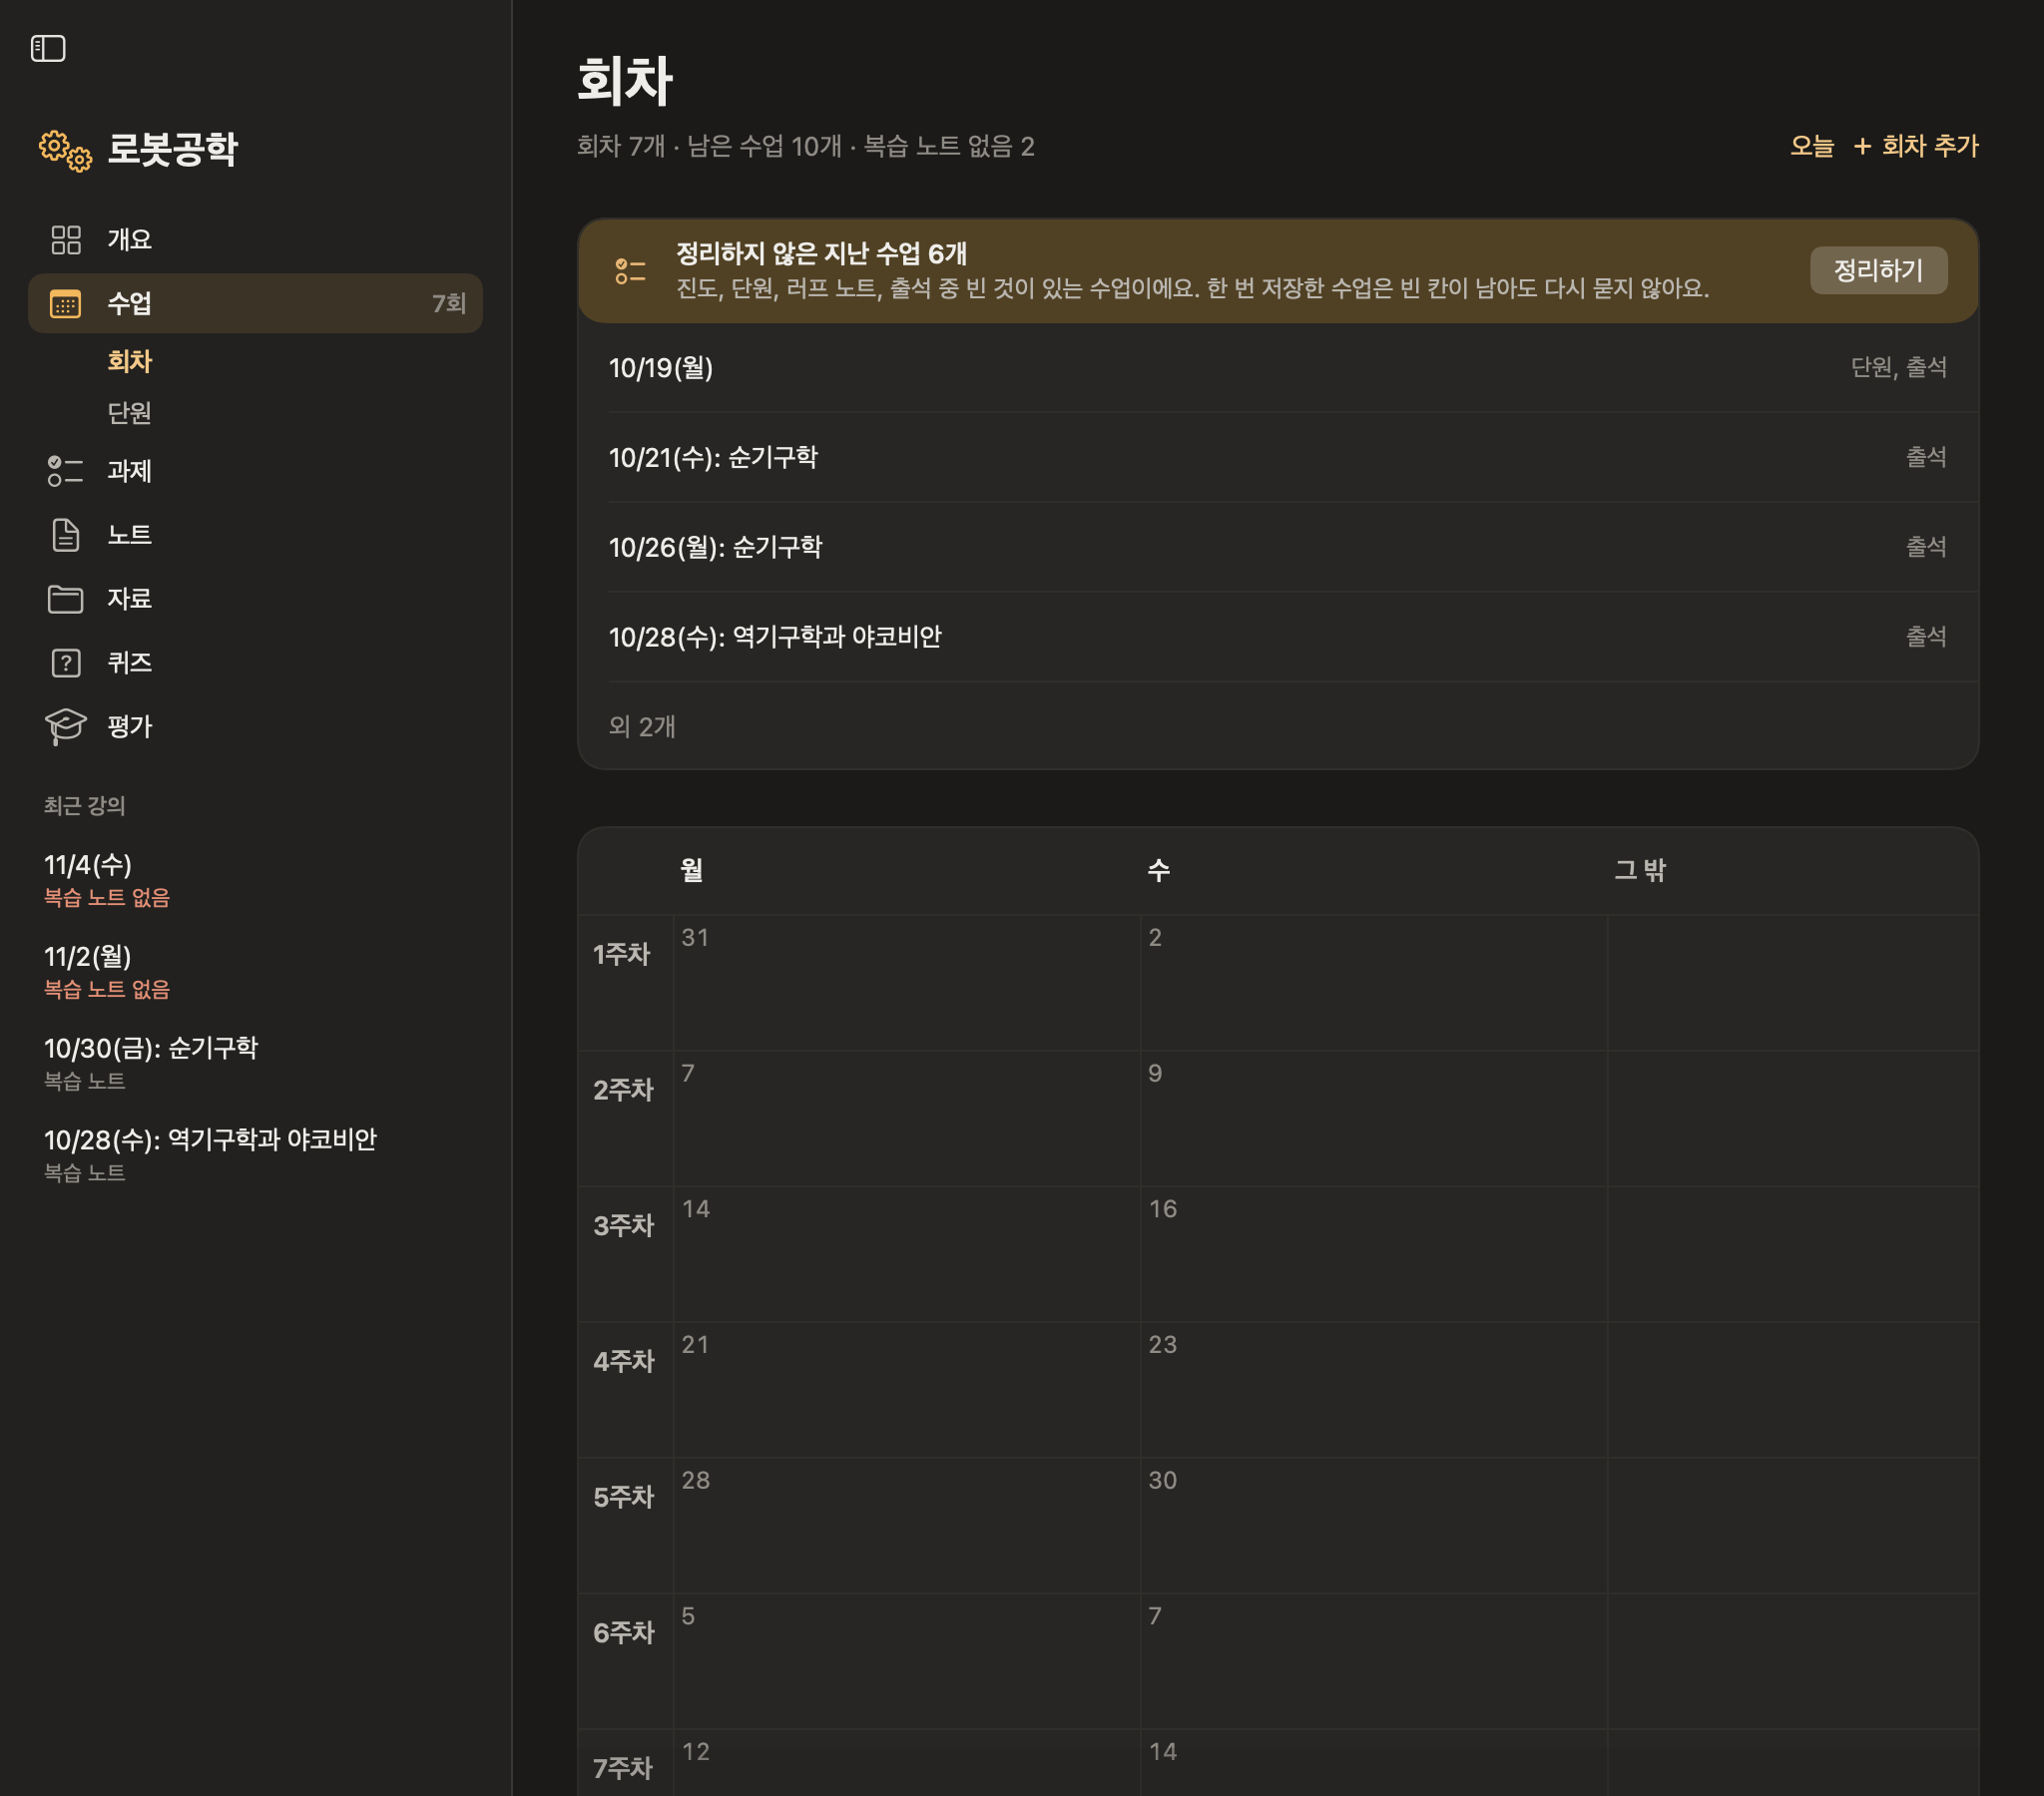 로봇공학
개요
수업 7회
회차
단원
과제
노트
자료
퀴즈
평가
최근 강의
11/4(수)
복습 노트 없음
11/2(월)
복습 노트 없음
10/30(금): 순기구학
복습 노트
10/28(수): 역기구학과 야코비안
복습 노트
회차
회차 7개 · 남은 수업 10개 · 복습 노트 없음 2
오늘 + 회차 추가
정리하지 않은 지난 수업 6개
진도, 단원, 러프 노트, 출석 중 빈 것이 있는 수업이에요. 한 번 저장한 수업은 빈 칸이 남아도 다시 묻지 않아요.
정리하기
10/19(월) 단원, 출석
10/21(수): 순기구학 출석
10/26(월): 순기구학 출석
10/28(수): 역기구학과 야코비안 출석
외 2개
월 수 그 밖
1주차 31 2
2주차 7 9
3주차 14 16
4주차 21 23
5주차 28 30
6주차 5 7
7주차 12 14